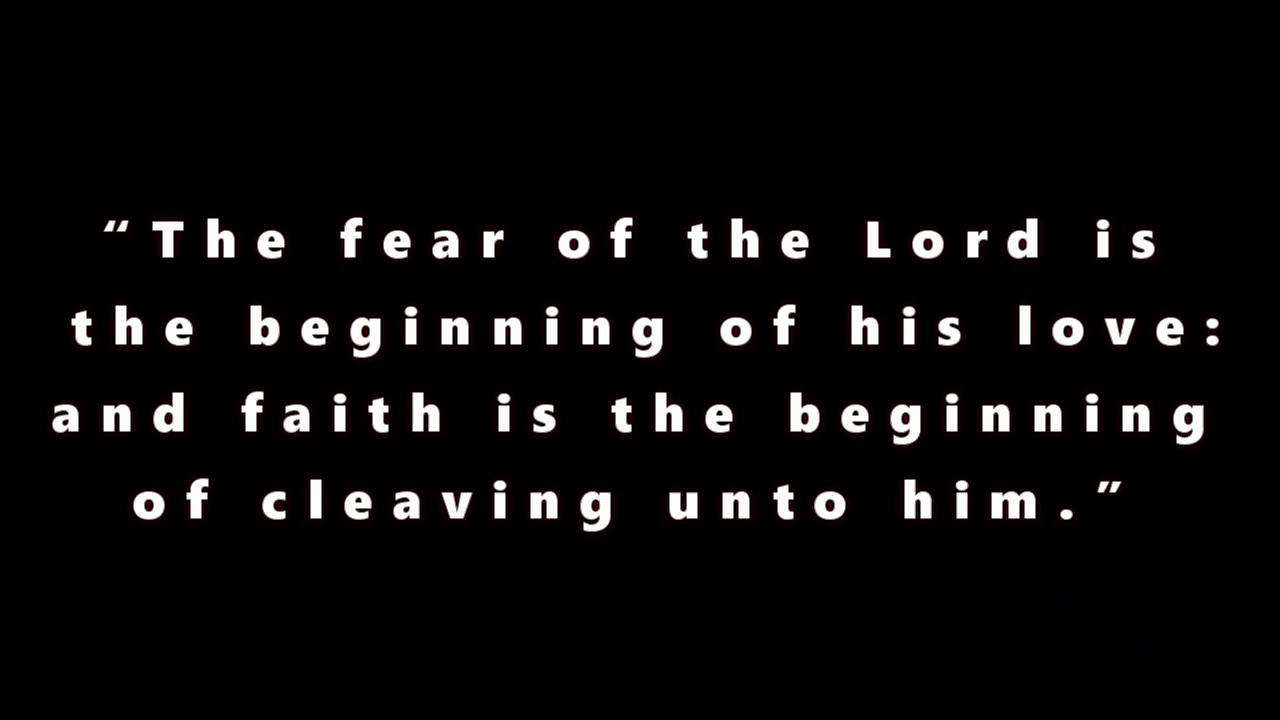 “The fear of the Lord is
the beginning of his love:
and faith is the beginning
of cleaving unto him.”